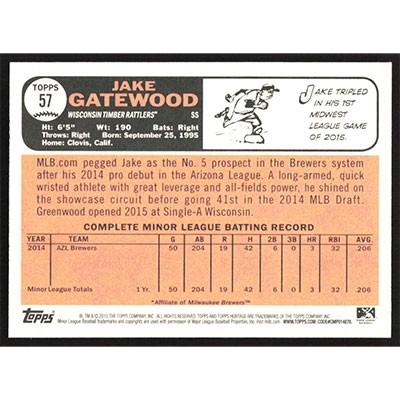 TOPPS
57
JAKE
GATEWOOD
WISCONSIN TIMBER RATTLERS™ SS
Ht: 6'5" Wt: 190 Bats: Right
Throws: Right Born: September 25, 1995
Home: Clovis, Calif.
JAKE TRIPLED
IN HIS 1ST
MIDWEST
LEAGUE GAME
OF 2015.
MLB.com pegged Jake as the No. 5 prospect in the Brewers system
after his 2014 pro debut in the Arizona League. A long-armed, quick
wristed athlete with great leverage and all-fields power, he shined on
the showcase circuit before going 41st in the 2014 MLB Draft.
Greenwood opened 2015 at Single-A Wisconsin.
COMPLETE MINOR LEAGUE BATTING RECORD
YEAR TEAM G AB R H 2B 3B HR RBI AVG.
2014 AZL Brewers 50 204 19 42 6 0 3 32 .206
Minor League Totals 1 Yr. 50 204 19 42 6 0 3 32 .206
"Affiliate of Milwaukee Brewers™
Topps